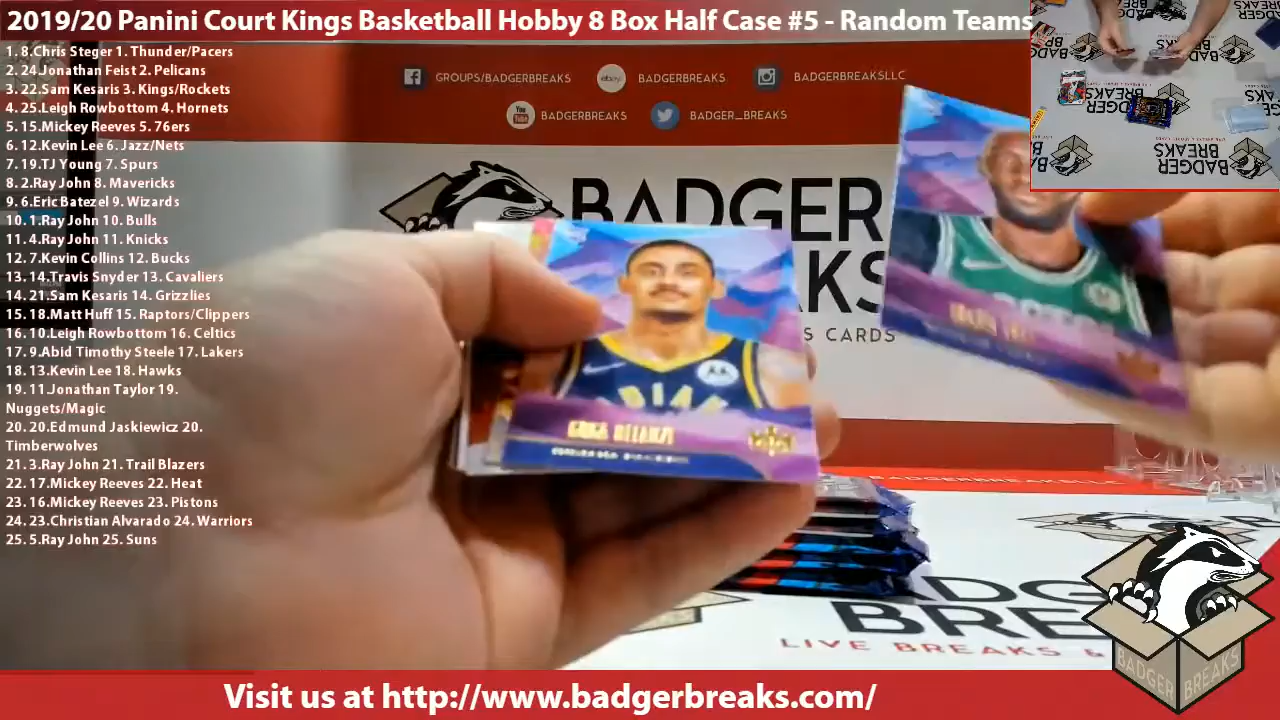 2019/20 Panini Court Kings Basketball Hobby 8 Box Half Case #5 - Random Teams
1. 8.Chris Steger 1. Thunder/Pacers
2. 24.Jonathan Feist 2. Pelicans
3. 22.Sam Kesaris 3. Kings/Rockets
4. 25.Leigh Rowbottom 4. Hornets
5. 15.Mickey Reeves 5. 76ers
6. 12.Kevin Lee 6. Jazz/Nets
7. 19.TJ Young 7. Spurs
8. 2.Ray John 8. Mavericks
9. 6.Eric Batezel 9. Wizards
10. 1.Ray John 10. Bulls
11. 4.Ray John 11. Knicks
12. 7.Kevin Collins 12. Bucks
13. 14.Travis Snyder 13. Cavaliers
14. 21.Sam Kesaris 14. Grizzlies
15. 18.Matt Huff 15. Raptors/Clippers
16. 10.Leigh Rowbottom 16. Celtics
17. 9.Abid Timothy Steele 17. Lakers
18. 13.Kevin Lee 18. Hawks
19. 11.Jonathan Taylor 19.
Nuggets/Magic
20. 20.Edmund Jaskiewicz 20.
Timberwolves
21. 3.Ray John 21. Trail Blazers
22. 17.Mickey Reeves 22. Heat
23. 16.Mickey Reeves 23. Pistons
24. 23.Christian Alvarado 24. Warriors
25. 5.Ray John 25. Suns
GROUPS/BADGERBREAKS
ebay
BADGERBREAKS
BADGERBREAKSLLC
You Tube
BADGERBREAKS
BADGER_BREAKS
BADGER
S CARDS
LIVE BREAKS &
BADGER BREAKS
Visit us at http://www.badgerbreaks.com/